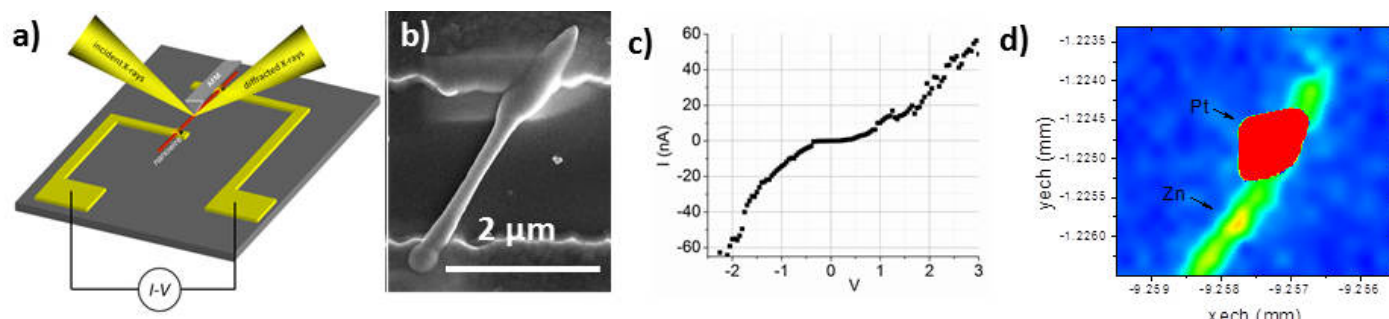 a)
incident X-rays
AFM
diffracted X-rays
nanowire
I-V
b)
2 µm
c)
60
40
20
0
-20
-40
-60
I (nA)
-2
-1
0
1
2
3
V
d)
-1.2233
-1.2240
-1.2245
-1.2250
-1.2255
-1.2260
yech (mm)
Pt
Zn
-9.259
-9.258
-9.257
-9.256
xech (mm)